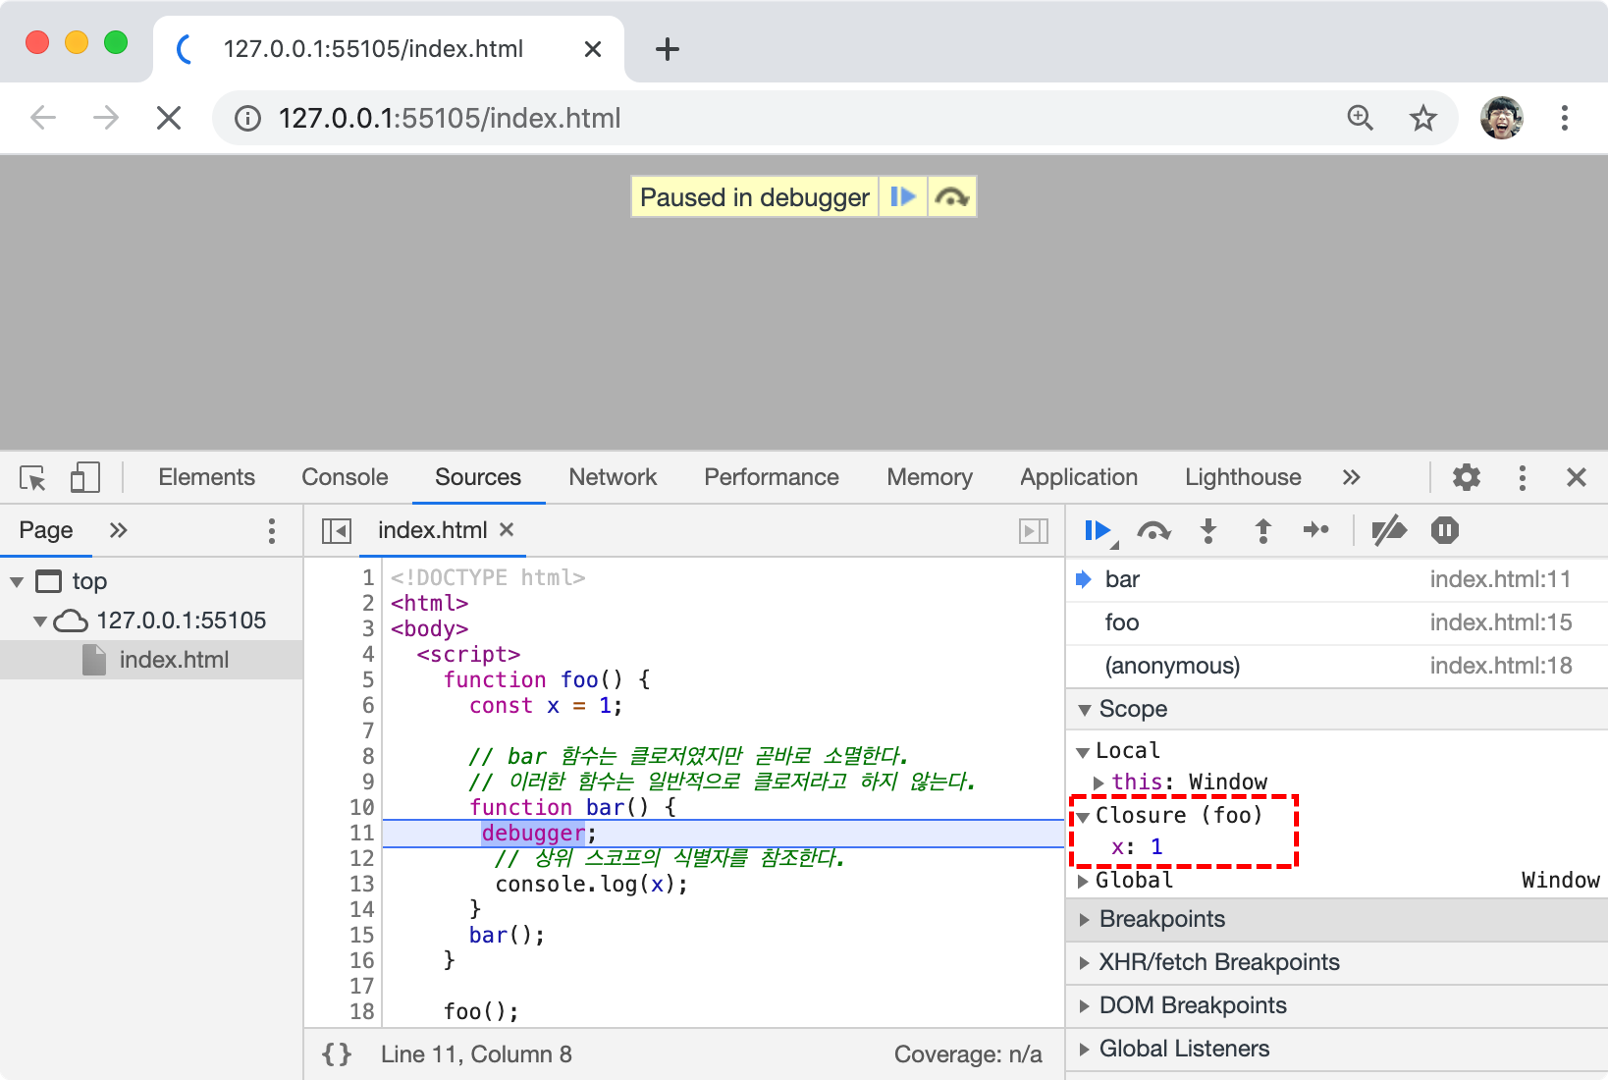 127.0.0.1:55105/index.html
127.0.0.1:55105/index.html
Paused in debugger
Elements Console Sources Network Performance Memory Application Lighthouse
Page
index.html
top
127.0.0.1:55105
index.html
1 <!DOCTYPE html>
2 <html>
3 <body>
4 <script>
5 function foo() {
6 const x = 1;
7
8 // bar 함수는 클로저였지만 곧바로 소멸한다.
9 // 이러한 함수는 일반적으로 클로저라고 하지 않는다.
10 function bar() {
11 debugger;
12 // 상위 스코프의 식별자를 참조한다.
13 console.log(x);
14 }
15 bar();
16 }
17
18 foo();
{} Line 11, Column 8 Coverage: n/a
bar index.html:11
foo index.html:15
(anonymous) index.html:18
Scope
Local
this: Window
Closure (foo)
x: 1
Global Window
Breakpoints
XHR/fetch Breakpoints
DOM Breakpoints
Global Listeners